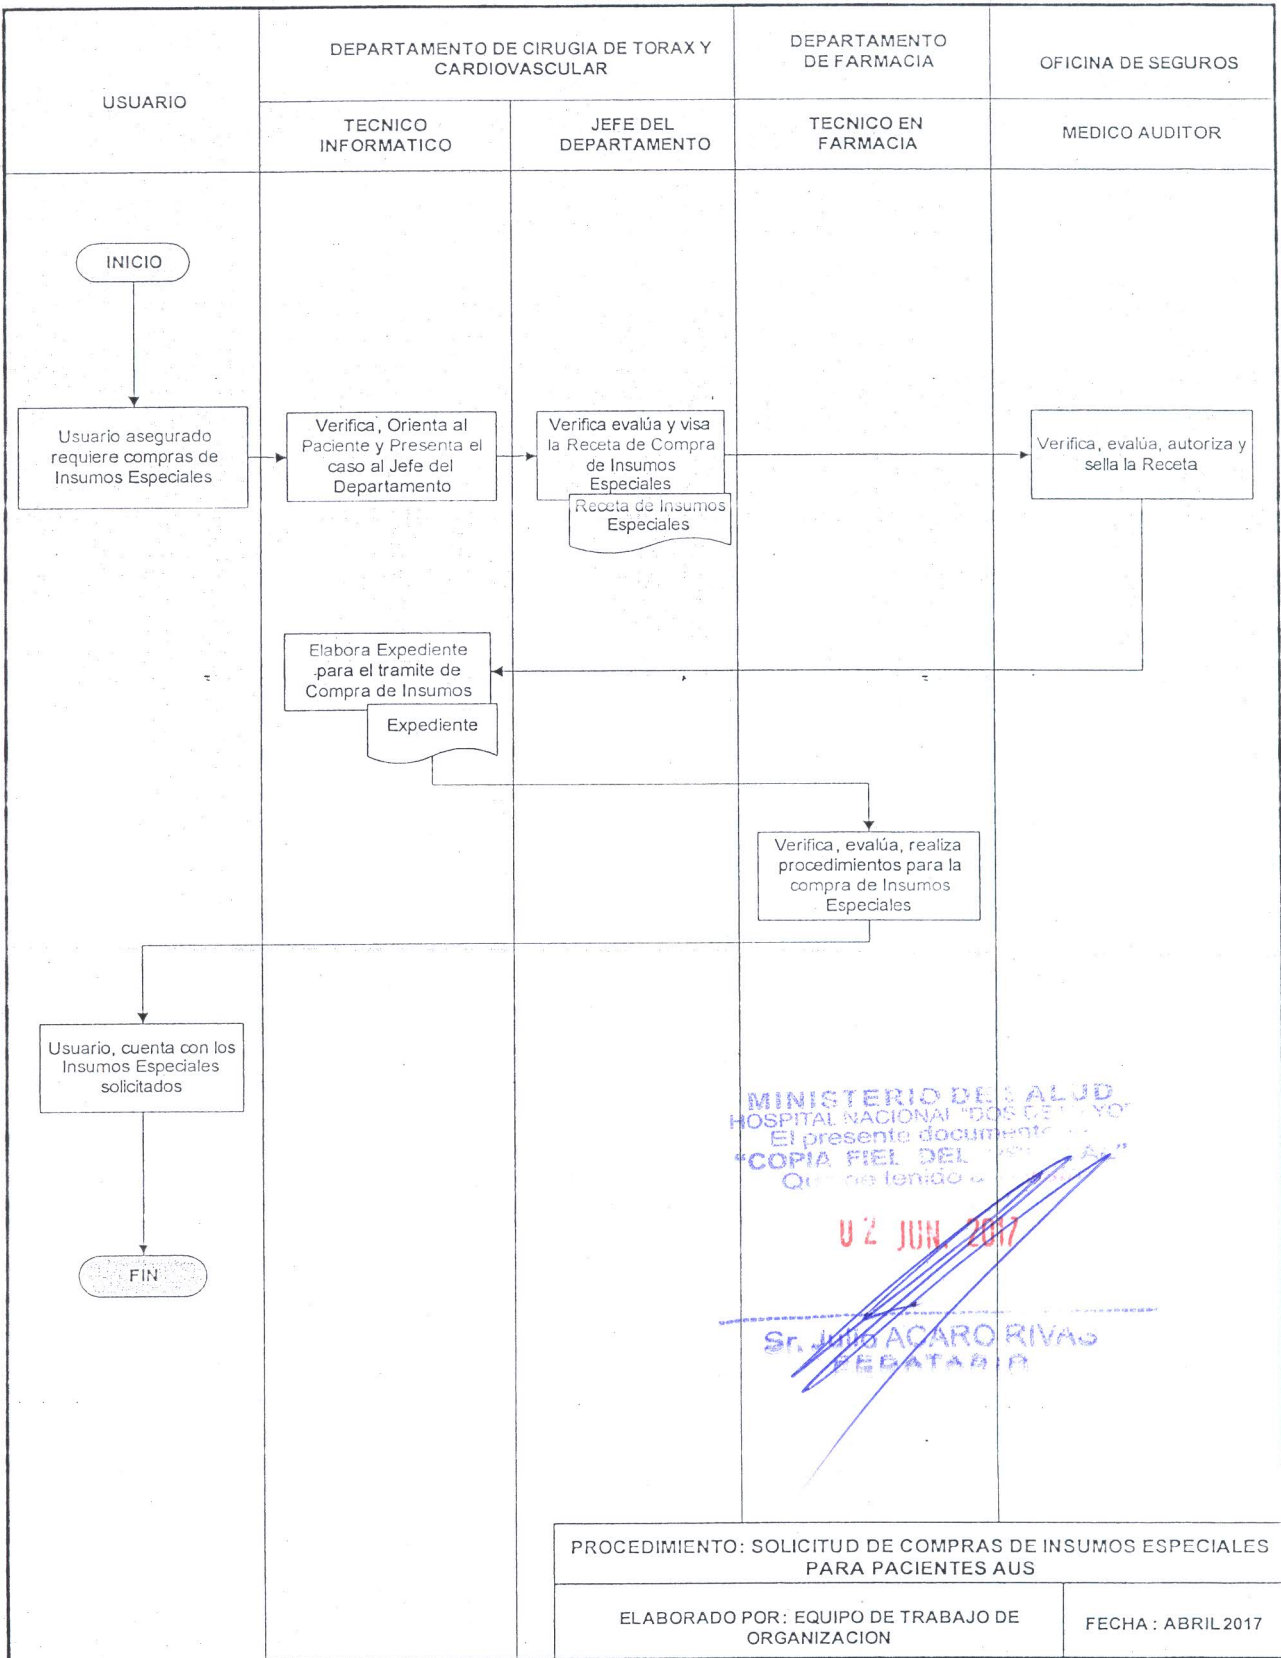 USUARIO
DEPARTAMENTO DE CIRUGIA DE TORAX Y
CARDIOVASCULAR
DEPARTAMENTO
DE FARMACIA
OFICINA DE SEGUROS
TECNICO
INFORMATICO
JEFE DEL
DEPARTAMENTO
TECNICO EN
FARMACIA
MEDICO AUDITOR
INICIO
Usuario asegurado
requiere compras de
Insumos Especiales
Verifica, Orienta al
Paciente y Presenta el
caso al Jefe del
Departamento
Verifica evalúa y visa
la Receta de Compra
de Insumos
Especiales
Receta de Insumos
Especiales
Verifica, evalúa, autoriza y
sella la Receta
Elabora Expediente
para el tramite de
Compra de Insumos
Expediente
Verifica, evalúa, realiza
procedimientos para la
compra de Insumos
Especiales
Usuario, cuenta con los
Insumos Especiales
solicitados
FIN
MINISTERIO DE SALUD
HOSPITAL NACIONAL "DOS DE
El presente documento
"COPIA FIEL DEL
tenido
02 JUN. 2017
Sr. Julio ACARO RIVAS
PROCEDIMIENTO: SOLICITUD DE COMPRAS DE INSUMOS ESPECIALES
PARA PACIENTES AUS
ELABORADO POR: EQUIPO DE TRABAJO DE
ORGANIZACION
FECHA : ABRIL 2017